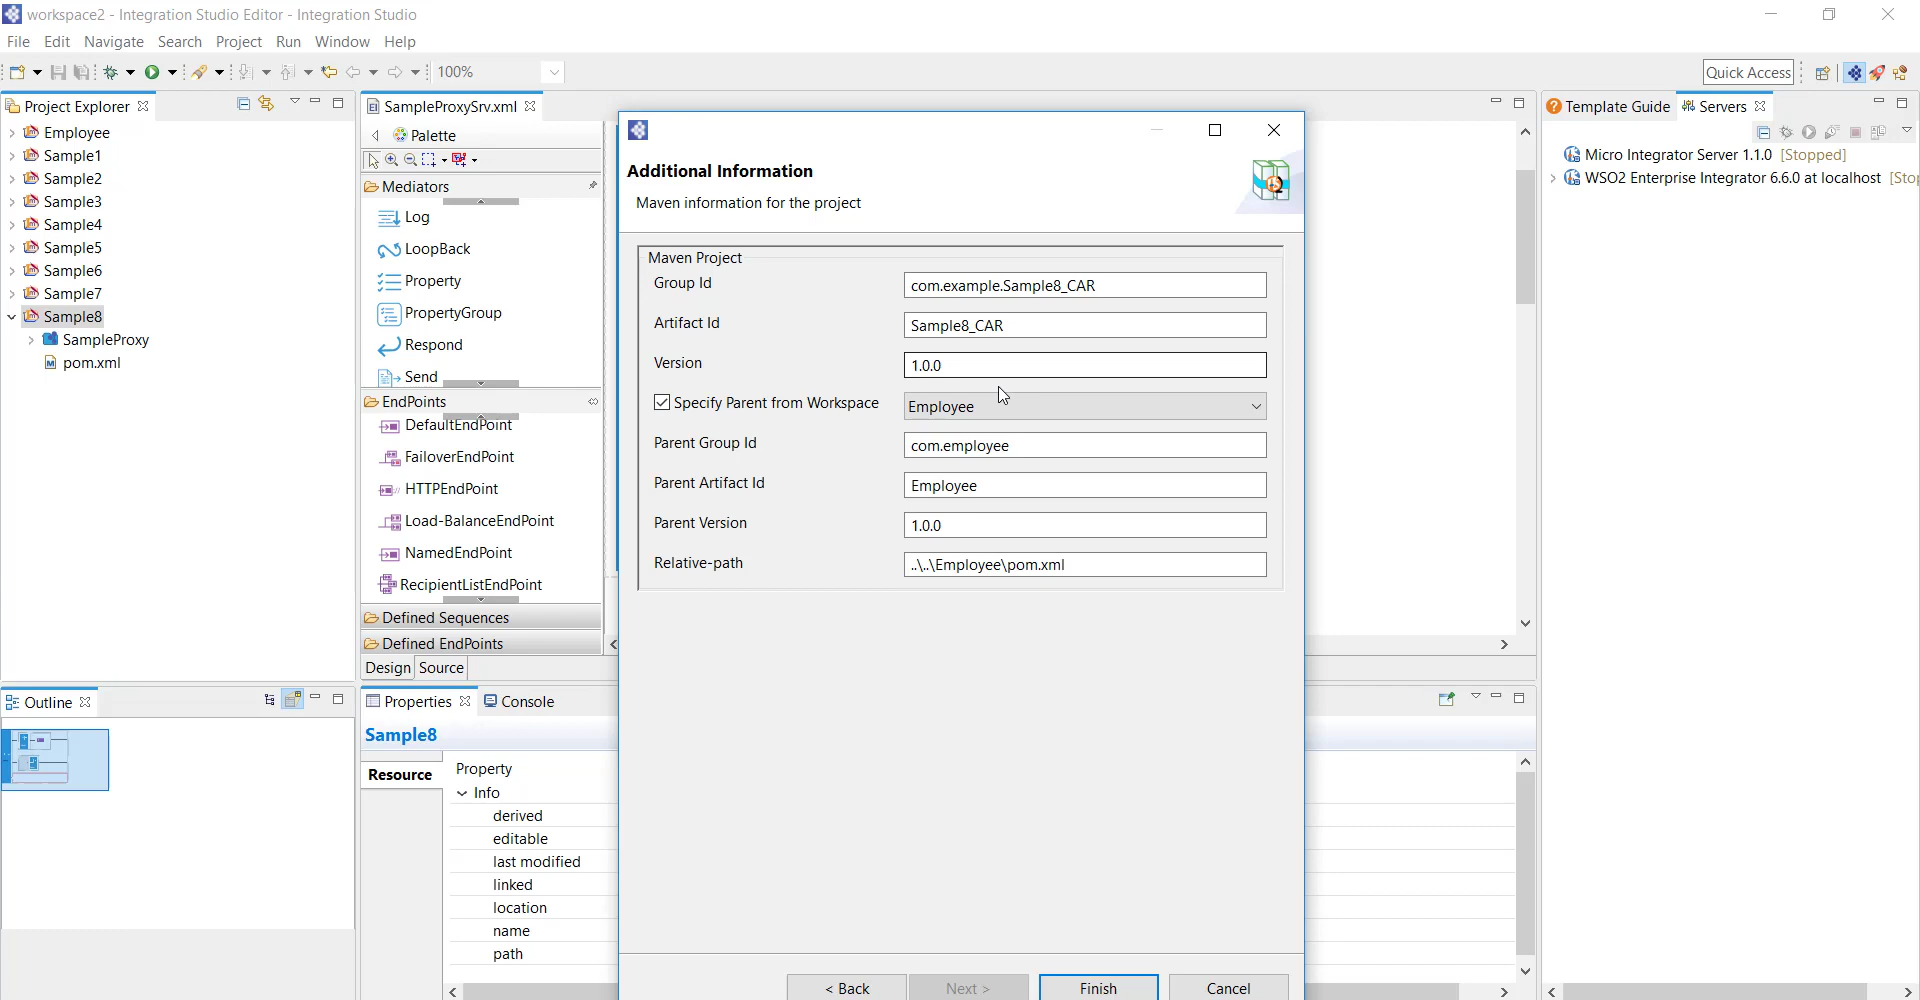 workspace2 - Integration Studio Editor - Integration Studio
File Edit Navigate Search Project Run Window Help
100%
Quick Access
Project Explorer
Employee
Sample1
Sample2
Sample3
Sample4
Sample5
Sample6
Sample7
Sample8
SampleProxy
pom.xml
SampleProxySrv.xml
Palette
Mediators
Log
LoopBack
Property
PropertyGroup
Respond
Send
EndPoints
DefaultEndPoint
FailoverEndPoint
HTTPEndPoint
Load-BalanceEndPoint
NamedEndPoint
RecipientListEndPoint
Defined Sequences
Defined EndPoints
Design Source
Additional Information
Maven information for the project
Maven Project
Group Id com.example.Sample8_CAR
Artifact Id Sample8_CAR
Version 1.0.0
Specify Parent from Workspace Employee
Parent Group Id com.employee
Parent Artifact Id Employee
Parent Version 1.0.0
Relative-path ..\..\Employee\pom.xml
< Back Next > Finish Cancel
Template Guide Servers
Micro Integrator Server 1.1.0 [Stopped]
WSO2 Enterprise Integrator 6.6.0 at localhost [Sto
Outline
Properties Console
Sample8
Resource
Property
Info
derived
editable
last modified
linked
location
name
path